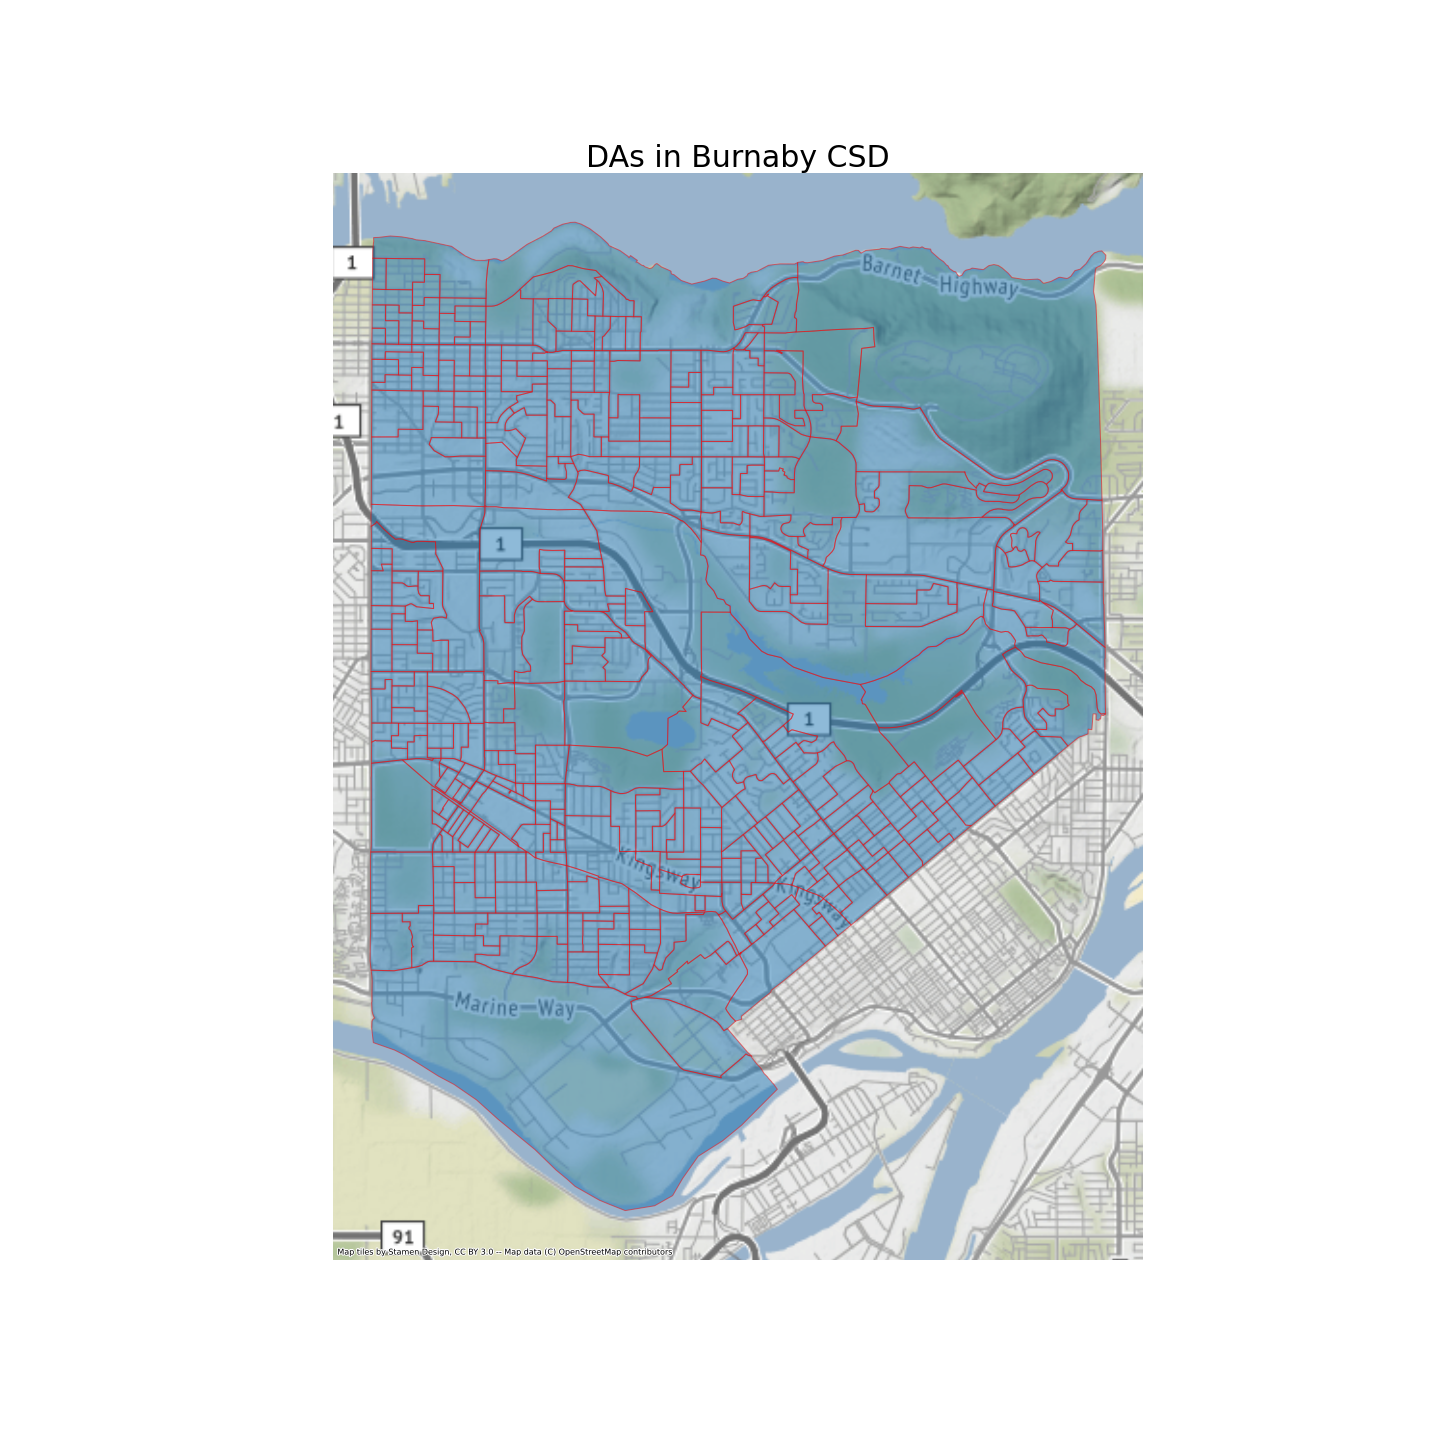 DAs in Burnaby CSD
1
Barnet Highway
1
1
1
Kingsway
Kingsway
Marine Way
91
Map tiles by Stamen Design, CC BY 3.0 -- Map data (C) OpenStreetMap contributors